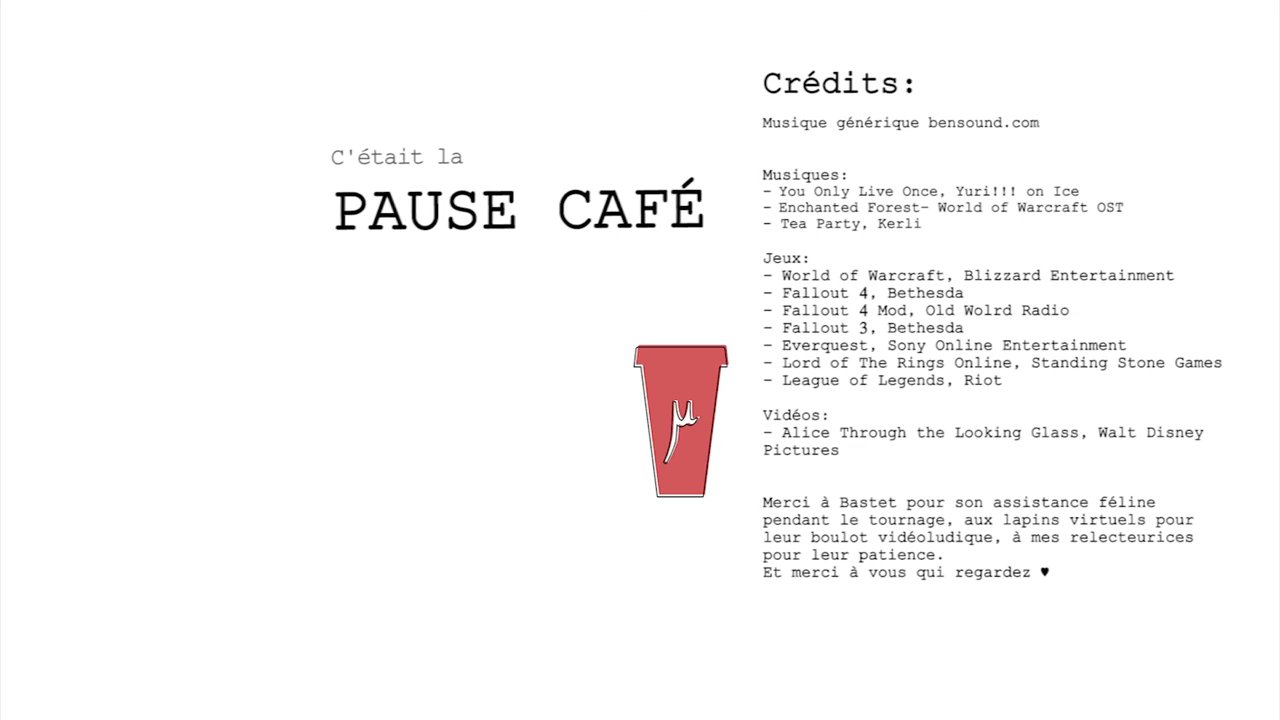 C'était la
PAUSE CAFÉ
µ
Crédits:
Musique générique bensound.com
Musiques:
- You Only Live Once, Yuri!!! on Ice
- Enchanted Forest- World of Warcraft OST
- Tea Party, Kerli
Jeux:
- World of Warcraft, Blizzard Entertainment
- Fallout 4, Bethesda
- Fallout 4 Mod, Old Wolrd Radio
- Fallout 3, Bethesda
- Everquest, Sony Online Entertainment
- Lord of The Rings Online, Standing Stone Games
- League of Legends, Riot
Vidéos:
- Alice Through the Looking Glass, Walt Disney
Pictures
Merci à Bastet pour son assistance féline
pendant le tournage, aux lapins virtuels pour
leur boulot vidéoludique, à mes relecteurices
pour leur patience.
Et merci à vous qui regardez ♥